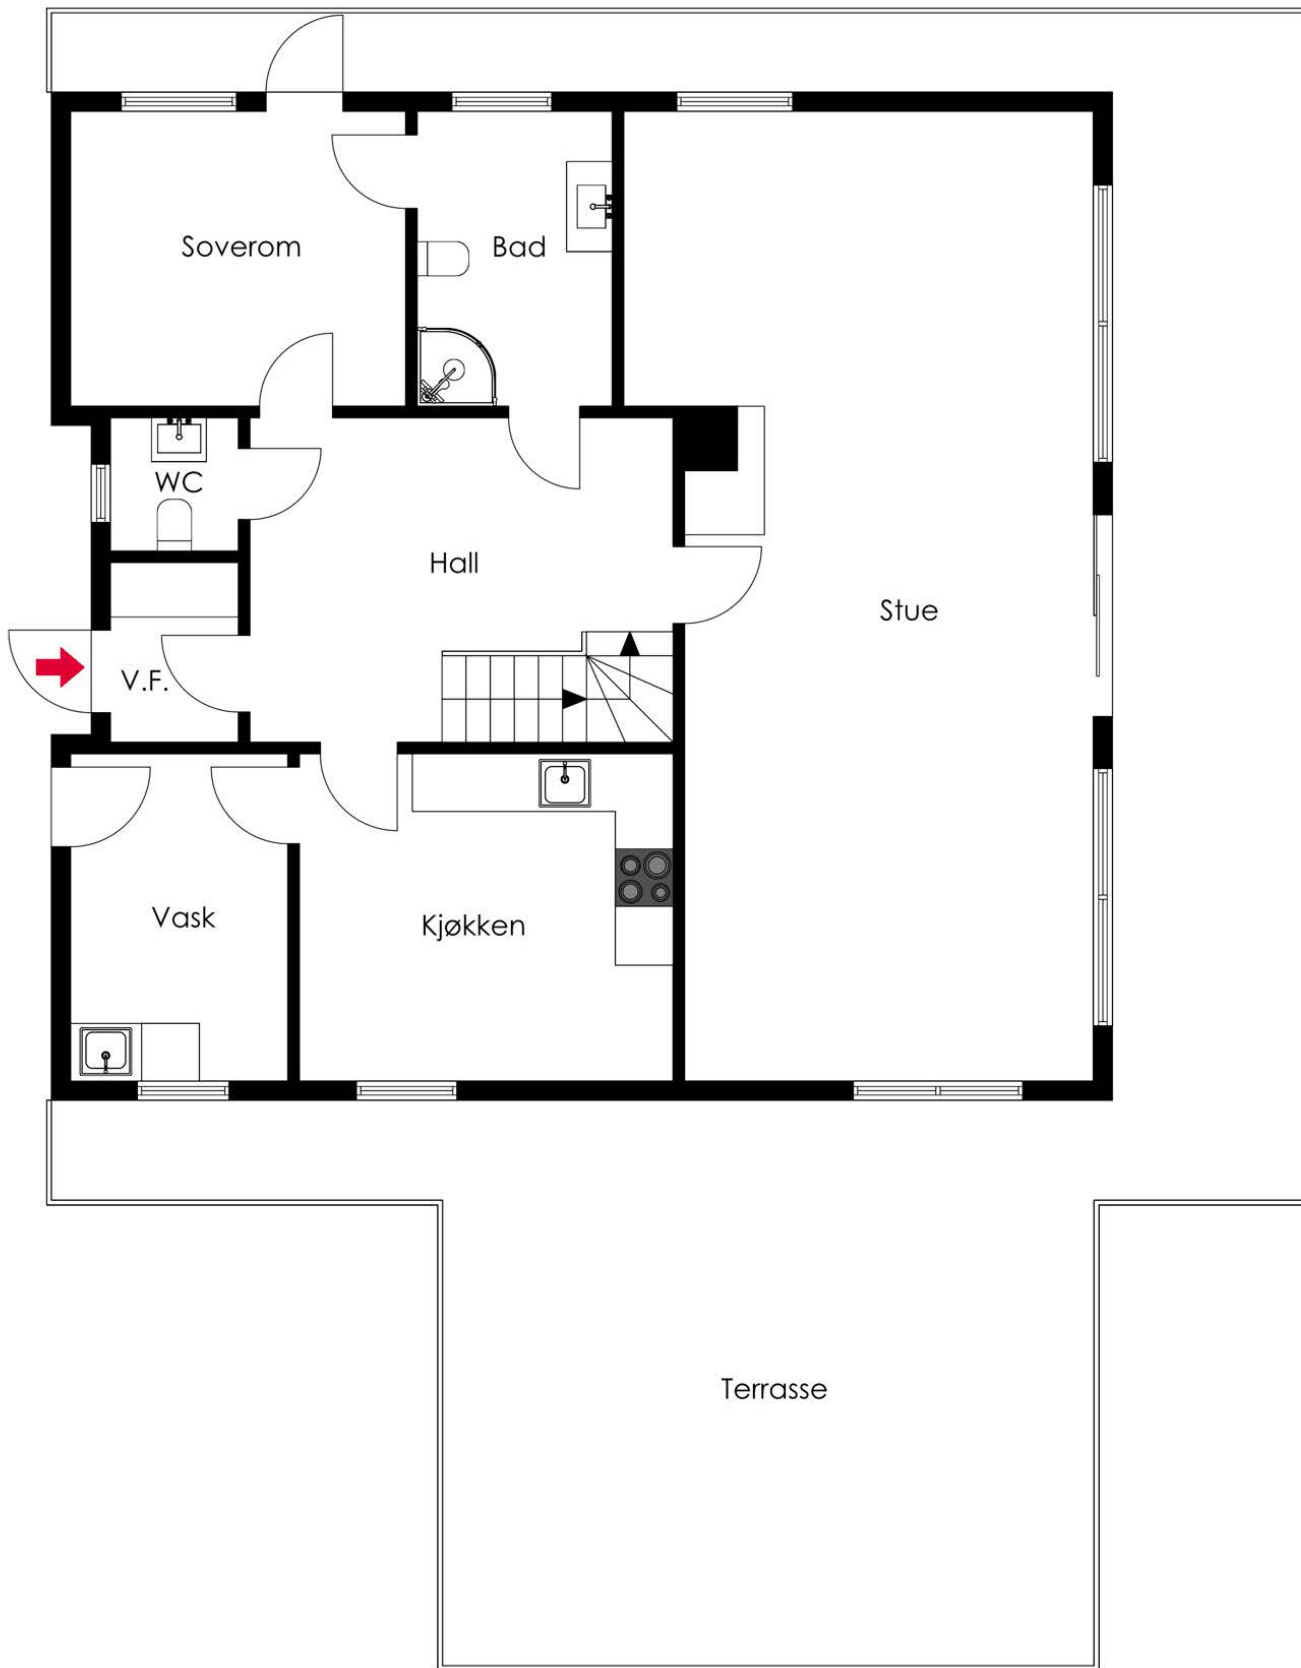 Soverom
Bad
WC
Hall
Stue
V.F.
Vask
Kjøkken
Terrasse